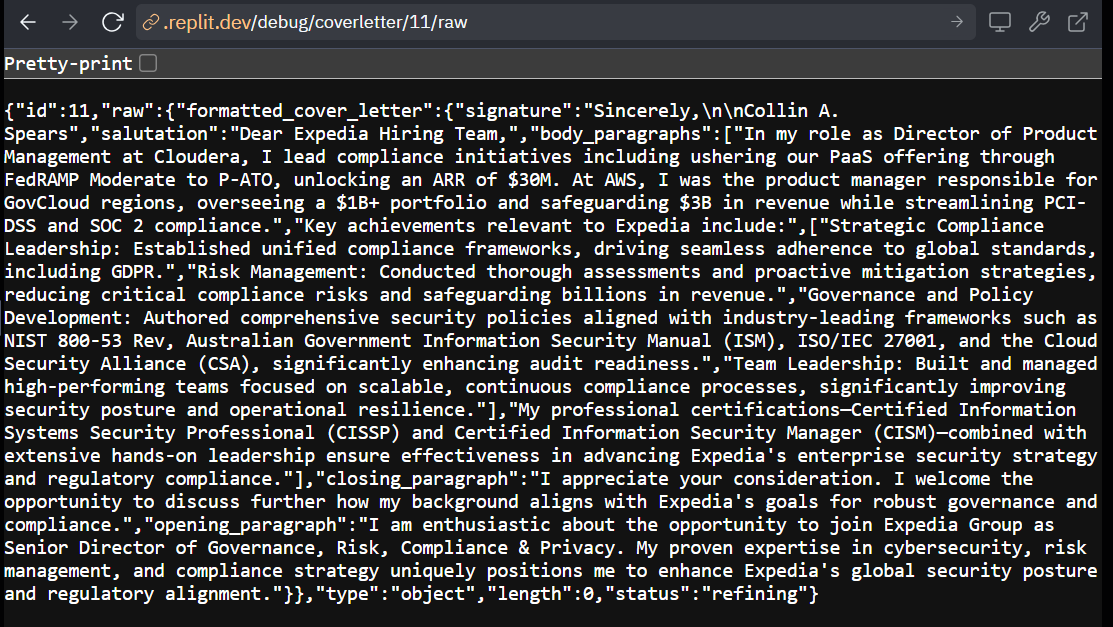 .replit.dev/debug/coverletter/11/raw
Pretty-print
{"id":11,"raw":{"formatted_cover_letter":{"signature":"Sincerely,\n\nCollin A.
Spears","salutation":"Dear Expedia Hiring Team,","body_paragraphs":["In my role as Director of Product
Management at Cloudera, I lead compliance initiatives including ushering our PaaS offering through
FedRAMP Moderate to P-ATO, unlocking an ARR of $30M. At AWS, I was the product manager responsible for
GovCloud regions, overseeing a $1B+ portfolio and safeguarding $3B in revenue while streamlining PCI-
DSS and SOC 2 compliance.","Key achievements relevant to Expedia include:",["Strategic Compliance
Leadership: Established unified compliance frameworks, driving seamless adherence to global standards,
including GDPR.","Risk Management: Conducted thorough assessments and proactive mitigation strategies,
reducing critical compliance risks and safeguarding billions in revenue.","Governance and Policy
Development: Authored comprehensive security policies aligned with industry-leading frameworks such as
NIST 800-53 Rev, Australian Government Information Security Manual (ISM), ISO/IEC 27001, and the Cloud
Security Alliance (CSA), significantly enhancing audit readiness.","Team Leadership: Built and managed
high-performing teams focused on scalable, continuous compliance processes, significantly improving
security posture and operational resilience."],"My professional certifications—Certified Information
Systems Security Professional (CISSP) and Certified Information Security Manager (CISM)—combined with
extensive hands-on leadership ensure effectiveness in advancing Expedia's enterprise security strategy
and regulatory compliance."],"closing_paragraph":"I appreciate your consideration. I welcome the
opportunity to discuss further how my background aligns with Expedia's goals for robust governance and
compliance.","opening_paragraph":"I am enthusiastic about the opportunity to join Expedia Group as
Senior Director of Governance, Risk, Compliance & Privacy. My proven expertise in cybersecurity, risk
management, and compliance strategy uniquely positions me to enhance Expedia's global security posture
and regulatory alignment."}},"type":"object","length":0,"status":"refining"}